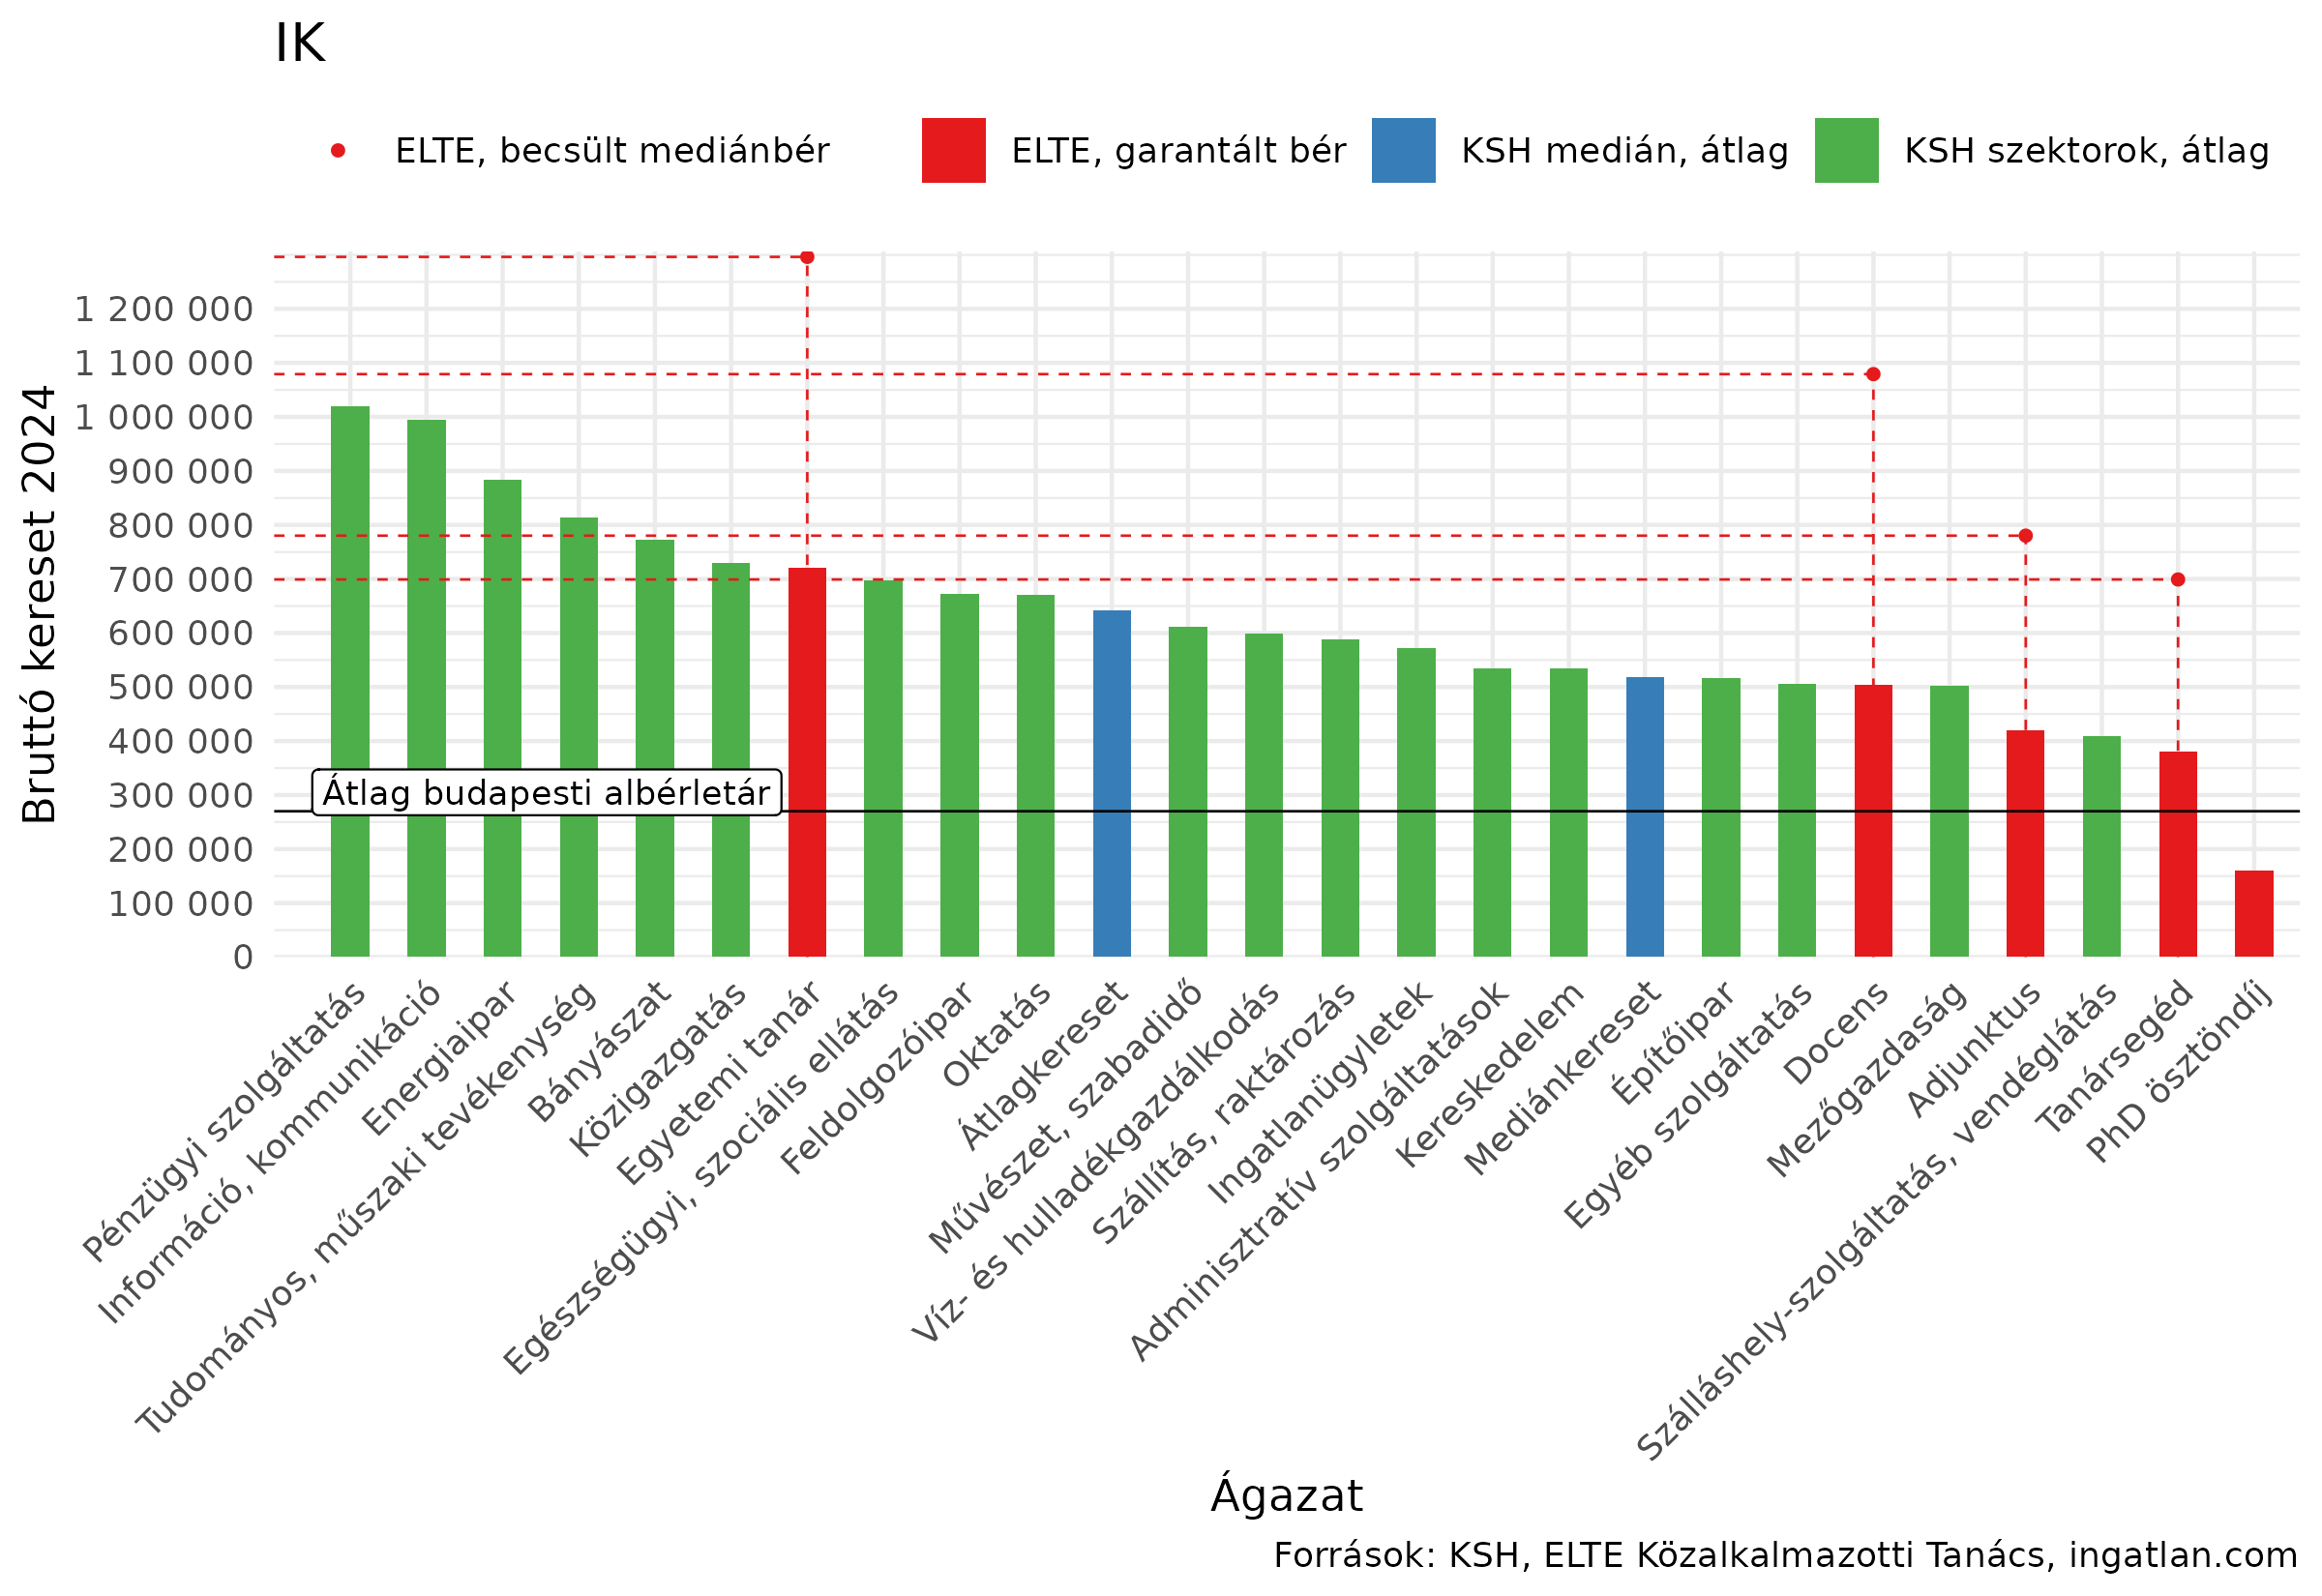 IK
ELTE, becsült mediánbér
ELTE, garantált bér
KSH medián, átlag
KSH szektorok, átlag
Bruttó kereset 2024
1 200 000
1 100 000
1 000 000
900 000
800 000
700 000
600 000
500 000
400 000
300 000
200 000
100 000
0
Átlag budapesti albérletár
Pénzügyi szolgáltatás
Információ, kommunikáció
Energiaipar
Tudományos, műszaki tevékenység
Bányászat
Közigazgatás
Egyetemi tanár
Egészségügyi, szociális ellátás
Feldolgozóipar
Oktatás
Átlagkereset
Művészet, szabadidő
Víz- és hulladékgazdálkodás
Szállítás, raktározás
Ingatlanügyletek
Adminisztratív szolgáltatások
Kereskedelem
Mediánkereset
Építőipar
Egyéb szolgáltatás
Docens
Mezőgazdaság
Adjunktus
Szálláshely-szolgáltatás, vendéglátás
Tanársegéd
PhD ösztöndíj
Ágazat
Források: KSH, ELTE Közalkalmazotti Tanács, ingatlan.com